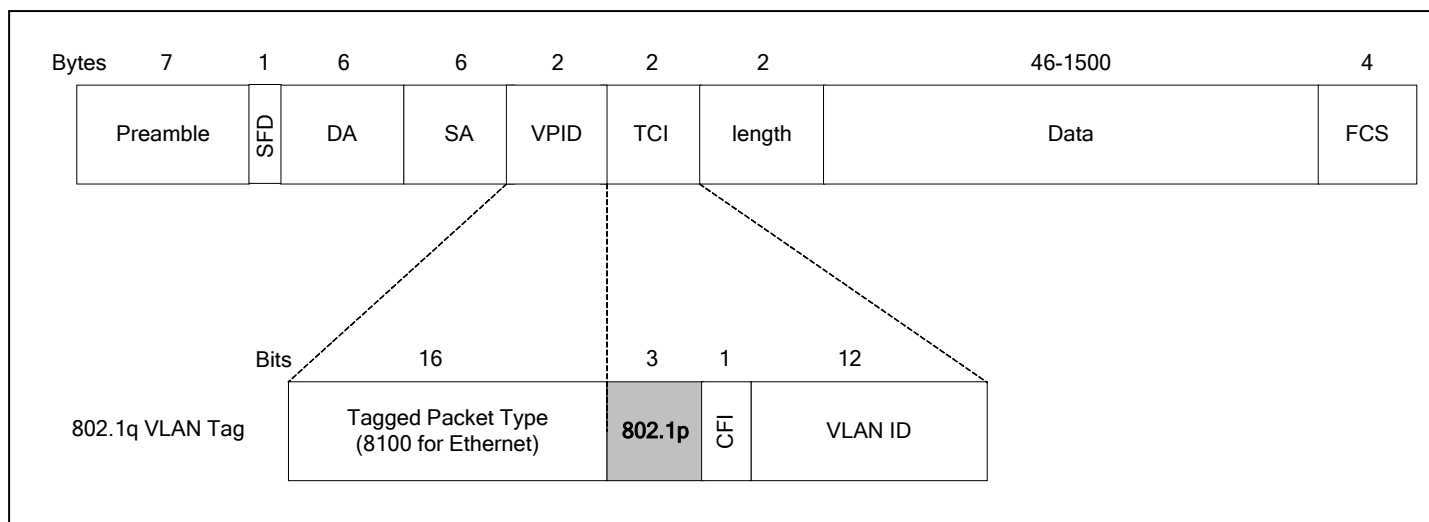 Bytes 7 1 6 6 2 2 2 46-1500 4
Preamble SFD DA SA VPID TCI length Data FCS
Bits 16 3 1 12
802.1q VLAN Tag
Tagged Packet Type
(8100 for Ethernet)
802.1p CFI VLAN ID